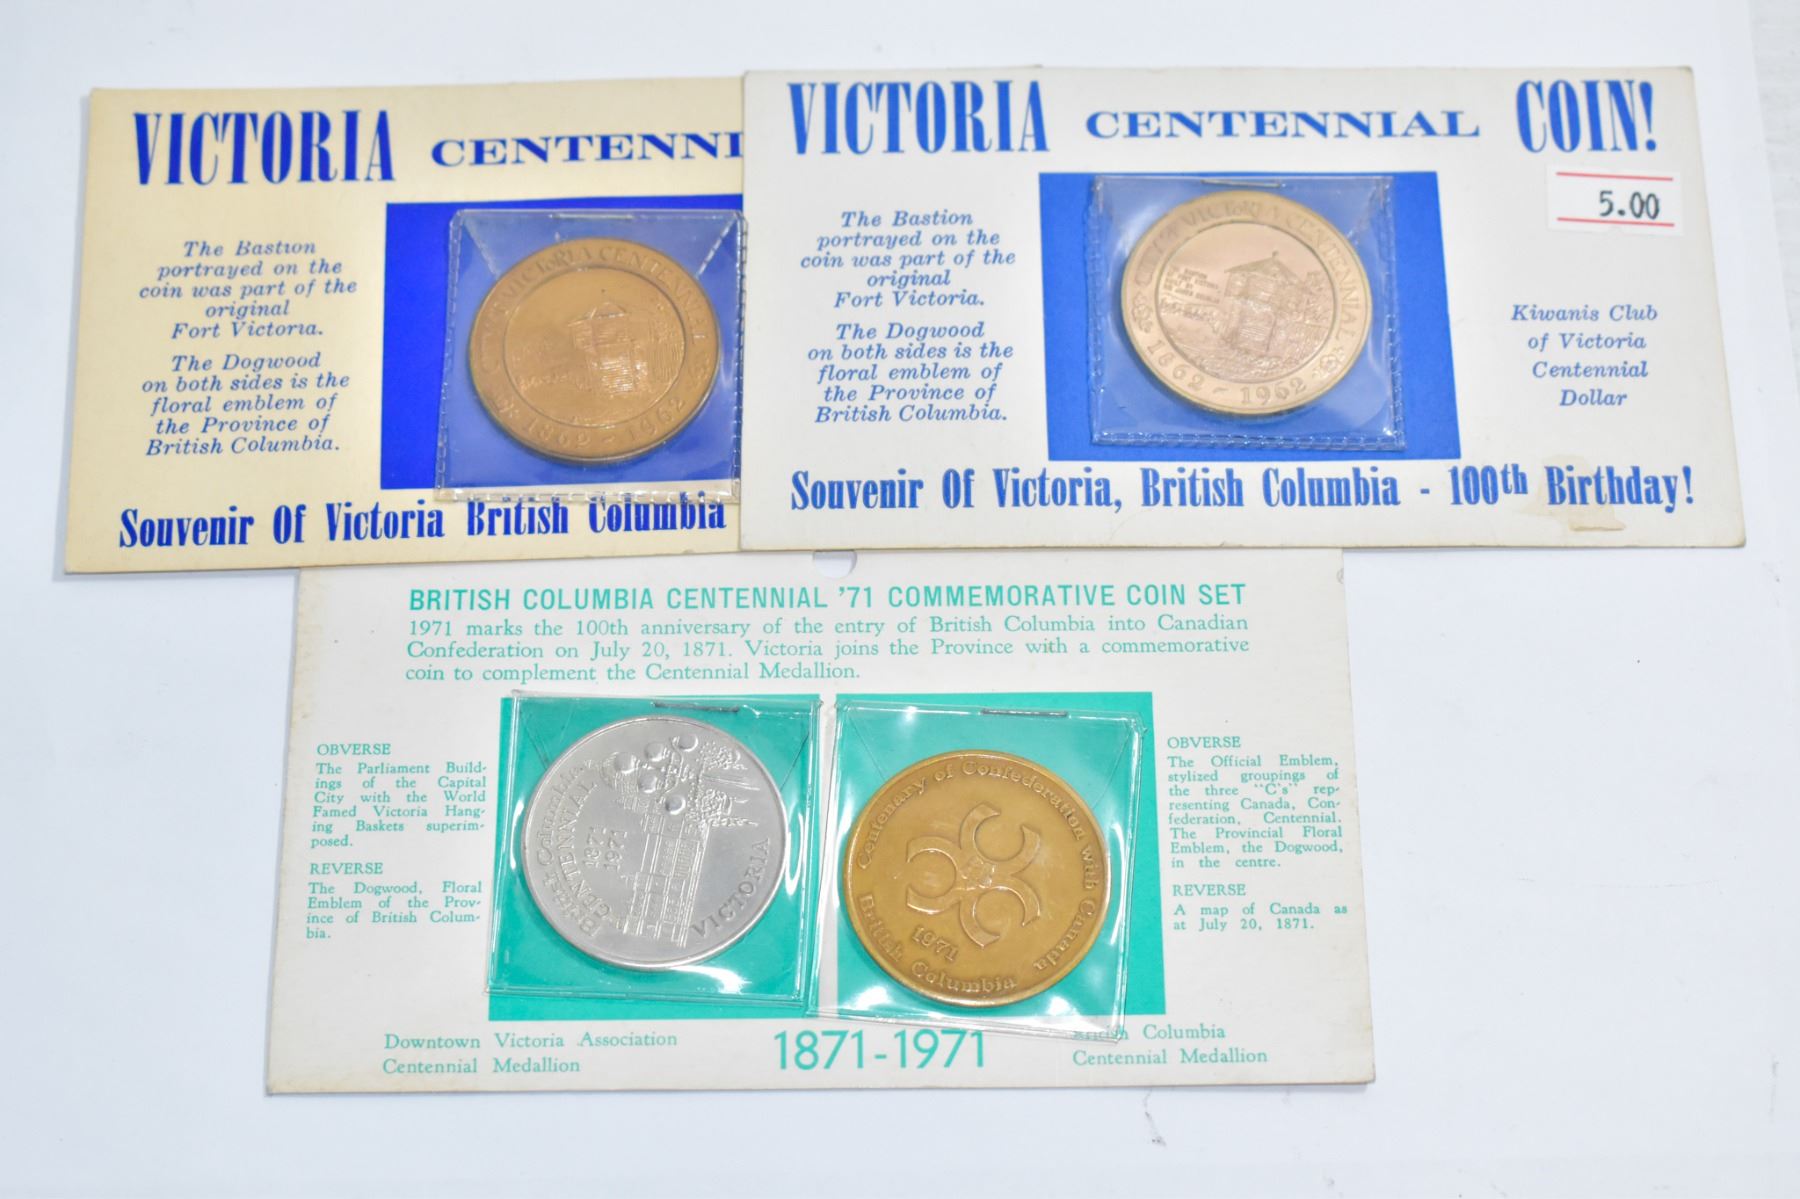 VICTORIA CENTENNI
The Bastion
portrayed on the
coin was part of the
original
Fort Victoria.
The Dogwood
on both sides is the
floral emblem of
the Province of
British Columbia.
VICTORIA CENTENNIAL
1862 - 1962
Souvenir Of Victoria British Columbia
VICTORIA CENTENNIAL COIN!
5.00
The Bastion
portrayed on the
coin was part of the
original
Fort Victoria.
The Dogwood
on both sides is the
floral emblem of
the Province of
British Columbia.
VICTORIA CENTENNIAL
1862 - 1962
Kiwanis Club
of Victoria
Centennial
Dollar
Souvenir Of Victoria, British Columbia - 100th Birthday!
BRITISH COLUMBIA CENTENNIAL '71 COMMEMORATIVE COIN SET
1971 marks the 100th anniversary of the entry of British Columbia into Canadian
Confederation on July 20, 1871. Victoria joins the Province with a commemorative
coin to complement the Centennial Medallion.
OBVERSE
The Parliament Build-
ings of the Capital
City with the World
Famed Victoria Hang-
ing Baskets superim-
posed.
REVERSE
The Dogwood, Floral
Emblem of the Prov-
ince of British Colum-
bia.
British Columbia
CENTENNIAL
1871
1971
VICTORIA
Centenary of Confederation with Canada
1971
British Columbia
OBVERSE
The Official Emblem,
stylized groupings of
the three "C's" rep-
resenting Canada, Con-
federation, Centennial.
The Provincial Floral
Emblem, the Dogwood,
in the centre.
REVERSE
A map of Canada as
at July 20, 1871.
Downtown Victoria Association
Centennial Medallion
1871-1971
British Columbia
Centennial Medallion